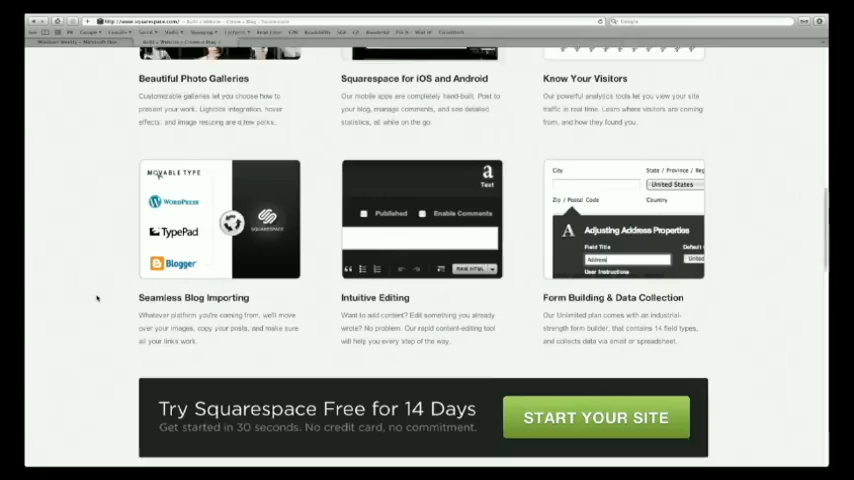 http://www.squarespace.com/
Google
Beautiful Photo Galleries
Squarespace for iOS and Android
Know Your Visitors
Customizable galleries let you choose how to
Our mobile apps are completely hand-built. Post to
Our powerful analytics tools let you view your site
present your work. Lightbox integration, hover
your blog, manage comments, and see detailed
traffic in real time. Learn where visitors are coming
effects, and image resizing are a few perks.
statistics, all while on the go.
from, and how they found you.
MOVABLE TYPE
WORDPRESS
TypePad
Blogger
SQUARESPACE
a
Text
Published
Enable Comments
RAW HTML
City
State / Province / Reg
United States
Zip / Postal Code
Country
A
Adjusting Address Properties
Field Title
Default
Address
Unit
User Instructions
Seamless Blog Importing
Intuitive Editing
Form Building & Data Collection
Whatever platform you're coming from, we'll move
Want to add content? Edit something you already
Our Unlimited plan comes with an industrial-
over your images, copy your posts, and make sure
wrote? No problem. Our rapid content-editing tool
strength form builder, that contains 14 field types,
all your links work.
will help you every step of the way.
and collects data via email or spreadsheet.
Try Squarespace Free for 14 Days
Get started in 30 seconds. No credit card, no commitment.
START YOUR SITE